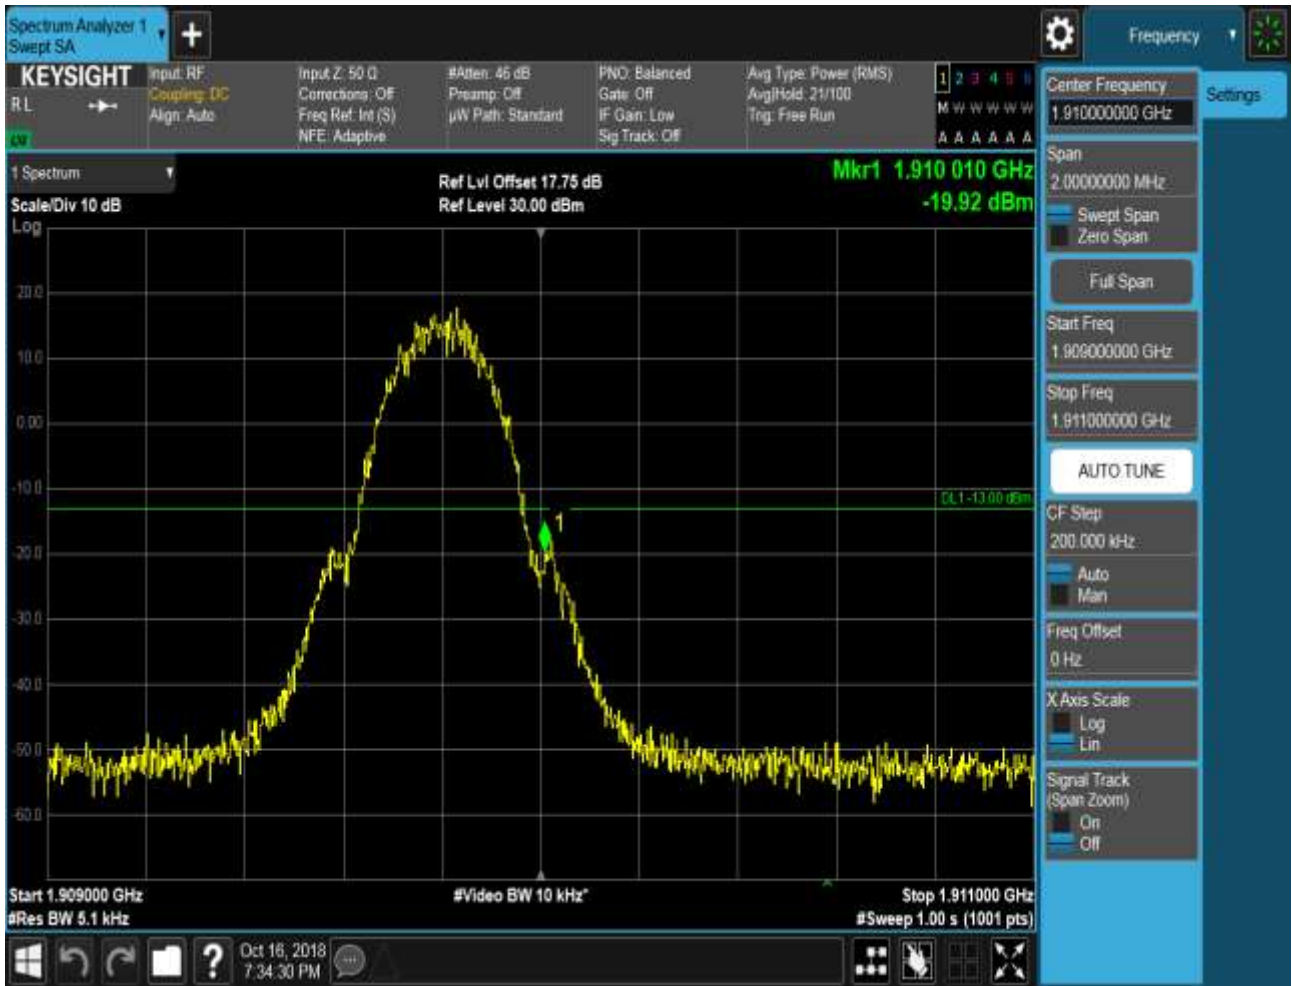 Spectrum Analyzer 1
Swept SA
+
Frequency
KEYSIGHT
RL
Input: RF
Coupling: DC
Align: Auto
Input Z: 50 Ω
Corrections: Off
Freq Ref: Int (S)
NFE: Adaptive
#Atten: 46 dB
Preamp: Off
µW Path: Standard
PNO: Balanced
Gate: Off
IF Gain: Low
Sig Track: Off
Avg Type: Power (RMS)
Avg|Hold: 21/100
Trig: Free Run
1 2 3 4 5 6
M W W W W W
A A A A A A
1 Spectrum
Scale/Div 10 dB
Log
Ref Lvl Offset 17.75 dB
Ref Level 30.00 dBm
Mkr1 1.910 010 GHz
-19.92 dBm
20.0
10.0
0.00
-10.0
-20.0
-30.0
-40.0
-50.0
-60.0
DL1 -13.00 dBm
1
Start 1.909000 GHz
#Res BW 5.1 kHz
#Video BW 10 kHz*
Stop 1.911000 GHz
#Sweep 1.00 s (1001 pts)
Center Frequency
1.910000000 GHz
Settings
Span
2.00000000 MHz
Swept Span
Zero Span
Full Span
Start Freq
1.909000000 GHz
Stop Freq
1.911000000 GHz
AUTO TUNE
CF Step
200.000 kHz
Auto
Man
Freq Offset
0 Hz
X Axis Scale
Log
Lin
Signal Track
(Span Zoom)
On
Off
?
Oct 16, 2018
7:34:30 PM